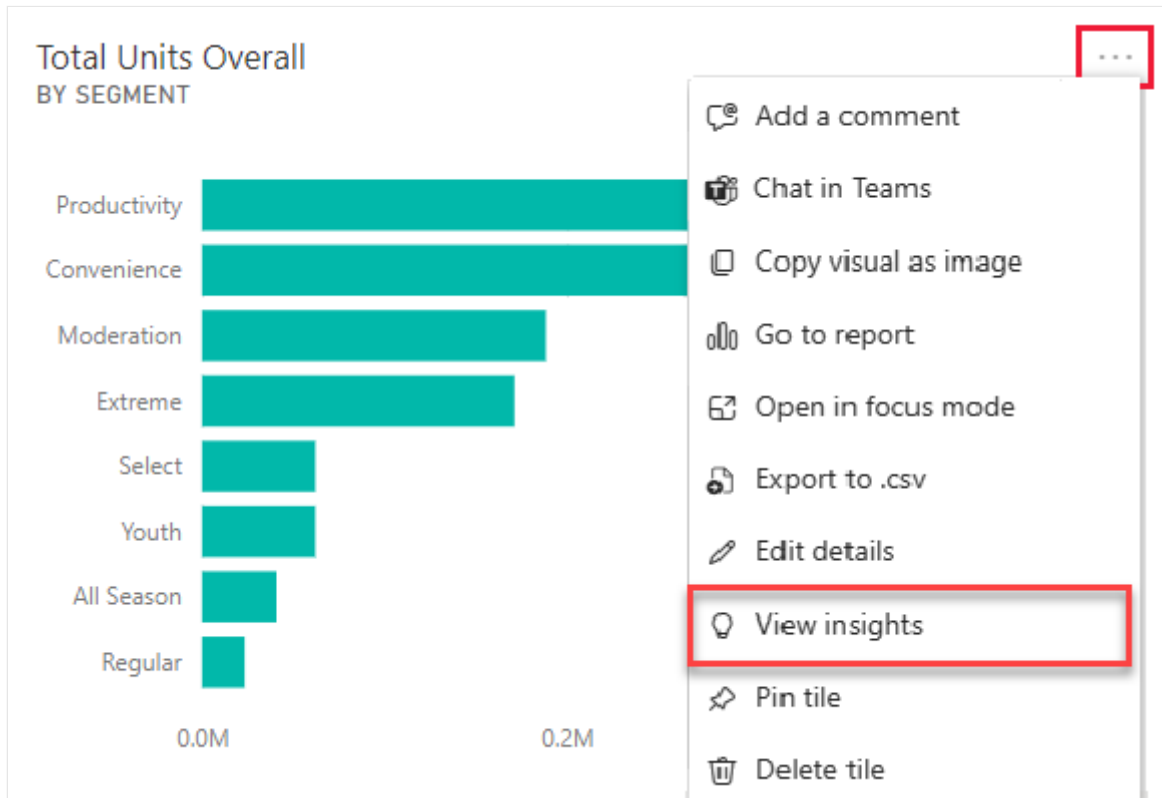 Total Units Overall
BY SEGMENT
...
Add a comment
Chat in Teams
Copy visual as image
Go to report
Open in focus mode
Export to .csv
Edit details
View insights
Pin tile
Delete tile
Productivity
Convenience
Moderation
Extreme
Select
Youth
All Season
Regular
0.0M
0.2M